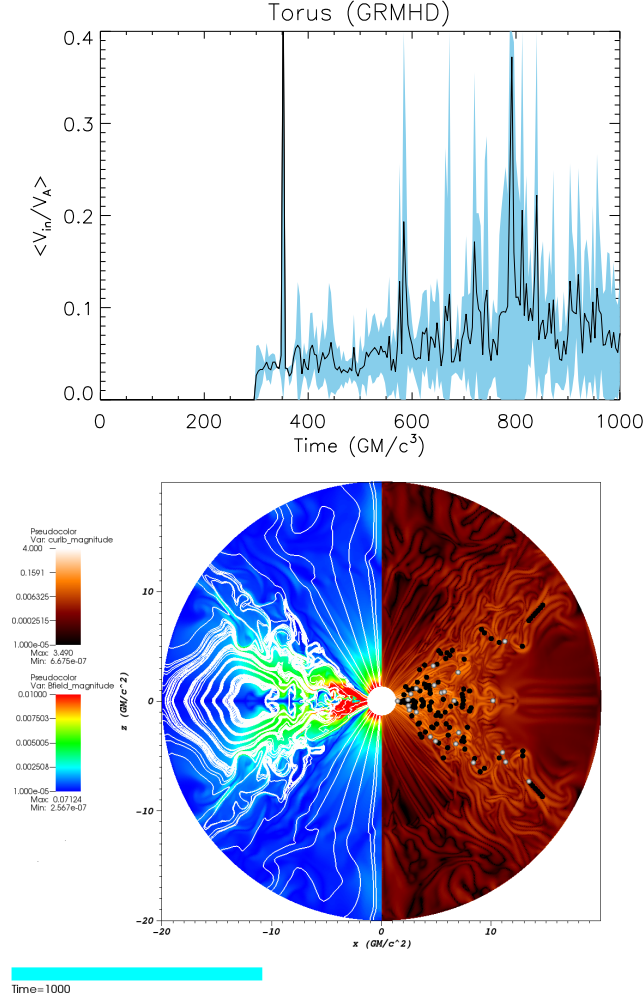 Torus (GRMHD)
0.4
0.3
0.2
0.1
0.0
<V_in/V_A>
0 200 400 600 800 1000
Time (GM/c^3)
Pseudocolor
Var: curlb_magnitude
4.000
0.1591
0.006325
0.0002515
1.000e-05
Max: 3.490
Min: 6.675e-07
Pseudocolor
Var: Bfield_magnitude
0.01000
0.007503
0.005005
0.002508
1.000e-05
Max: 0.07124
Min: 2.567e-07
z (GM/c^2)
10
0
-10
-20
-20 -10 0 10
x (GM/c^2)
Time=1000